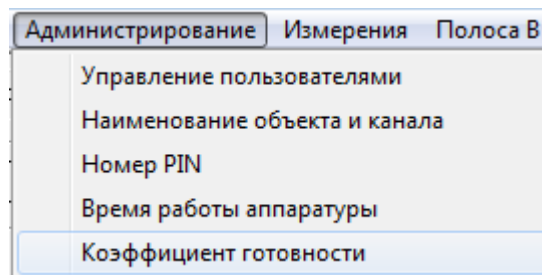 Администрирование Измерения Полоса В
Управление пользователями
Наименование объекта и канала
Номер PIN
Время работы аппаратуры
Коэффициент готовности